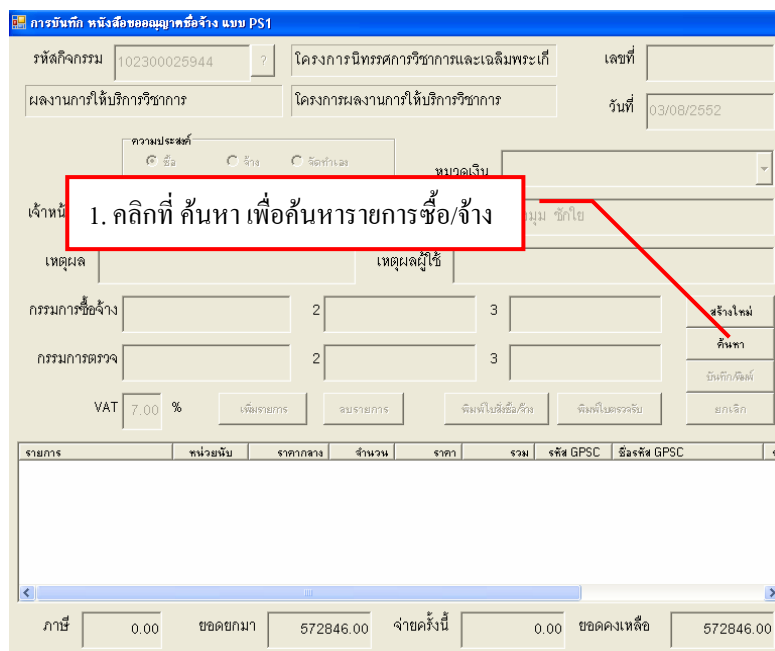 การบันทึก หนังสือขออนุญาตซื้อจ้าง แบบ PS1
รหัสกิจกรรม 102300025944 ? โครงการนิทรรศการวิชาการและเฉลิมพระเกี เลขที่
ผลงานการให้บริการวิชาการ โครงการผลงานการให้บริการวิชาการ วันที่ 03/08/2552
ความประสงค์
ซื้อ จ้าง จัดทำเอง หมวดเงิน
1. คลิกที่ ค้นหา เพื่อค้นหารายการซื้อ/จ้าง
เจ้าหน้ ามุม ชักใย
เหตุผล เหตุผลผู้ใช้
กรรมการซื้อจ้าง 2 3 สร้างใหม่
กรรมการตรวจ 2 3 ค้นหา
บันทึก/พิมพ์
VAT 7.00 % เพิ่มรายการ ลบรายการ พิมพ์ใบสั่งซื้อ/จ้าง พิมพ์ใบตรวจรับ ยกเลิก
รายการ หน่วยนับ ราคากลาง จำนวน ราคา รวม รหัส GPSC ชื่อรหัส GPSC
ภาษี 0.00 ยอดยกมา 572846.00 จ่ายครั้งนี้ 0.00 ยอดคงเหลือ 572846.00